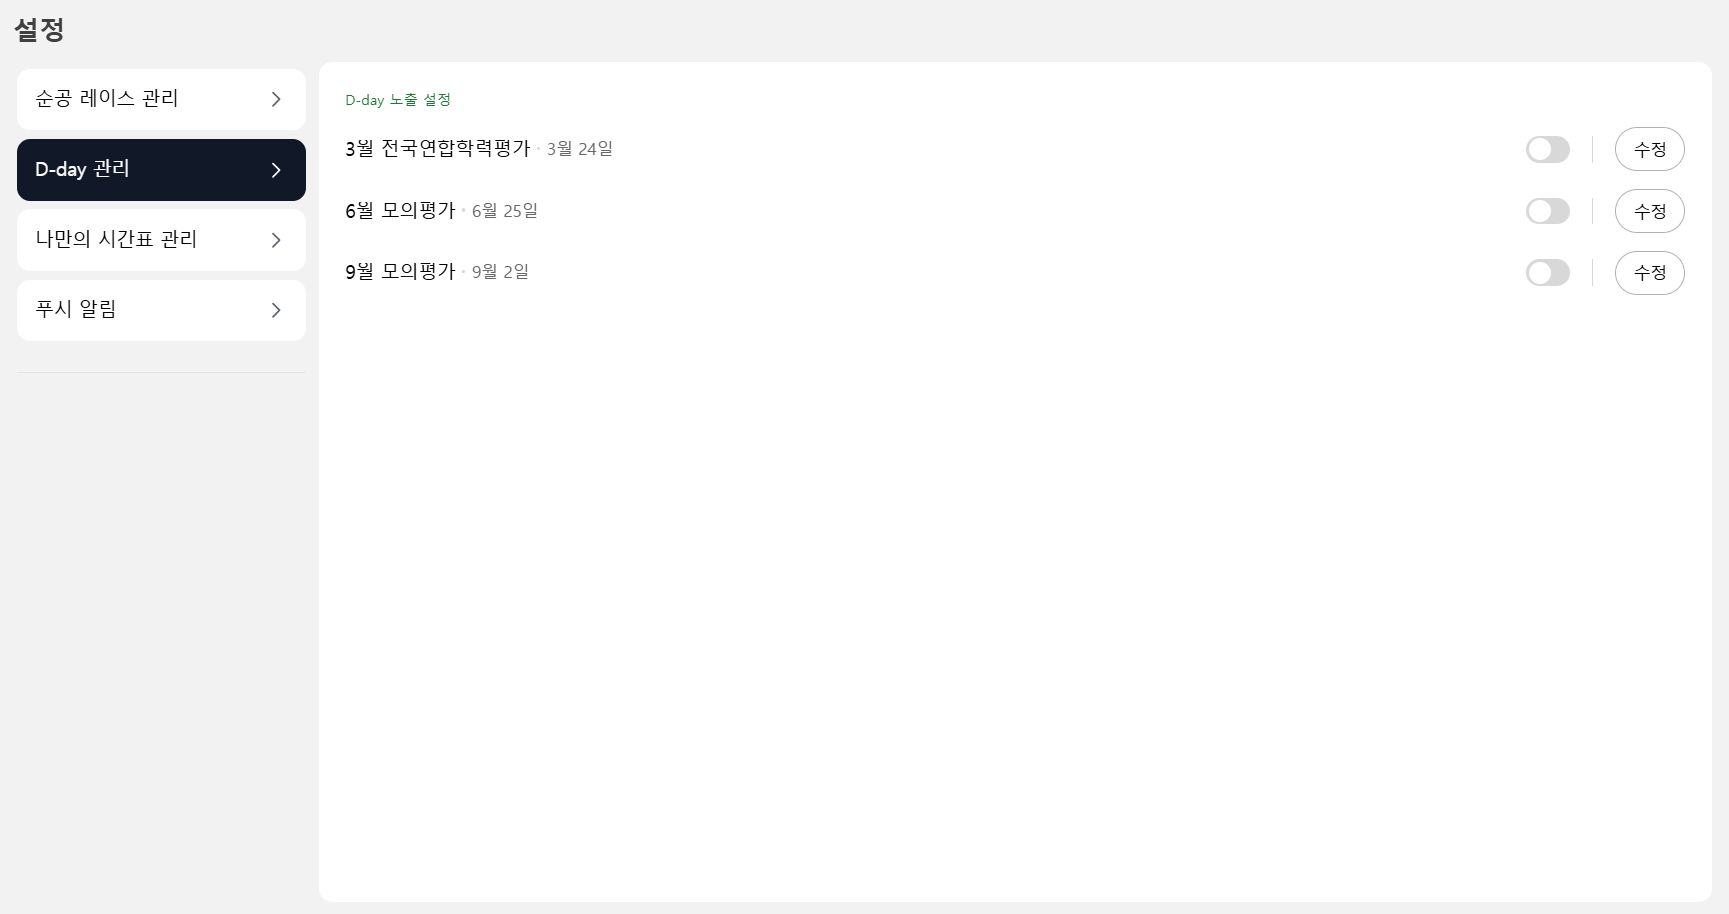 설정
순공 레이스 관리
D-day 관리
나만의 시간표 관리
푸시 알림
D-day 노출 설정
3월 전국연합학력평가 • 3월 24일
수정
6월 모의평가 • 6월 25일
수정
9월 모의평가 • 9월 2일
수정